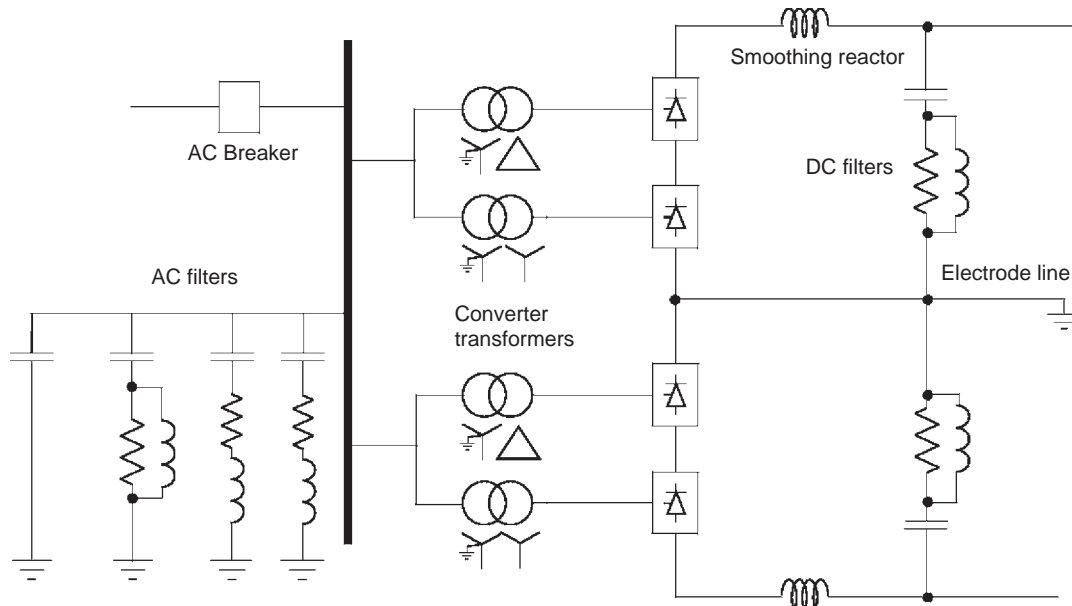 Smoothing reactor
AC Breaker
DC filters
AC filters
Electrode line
Converter
transformers